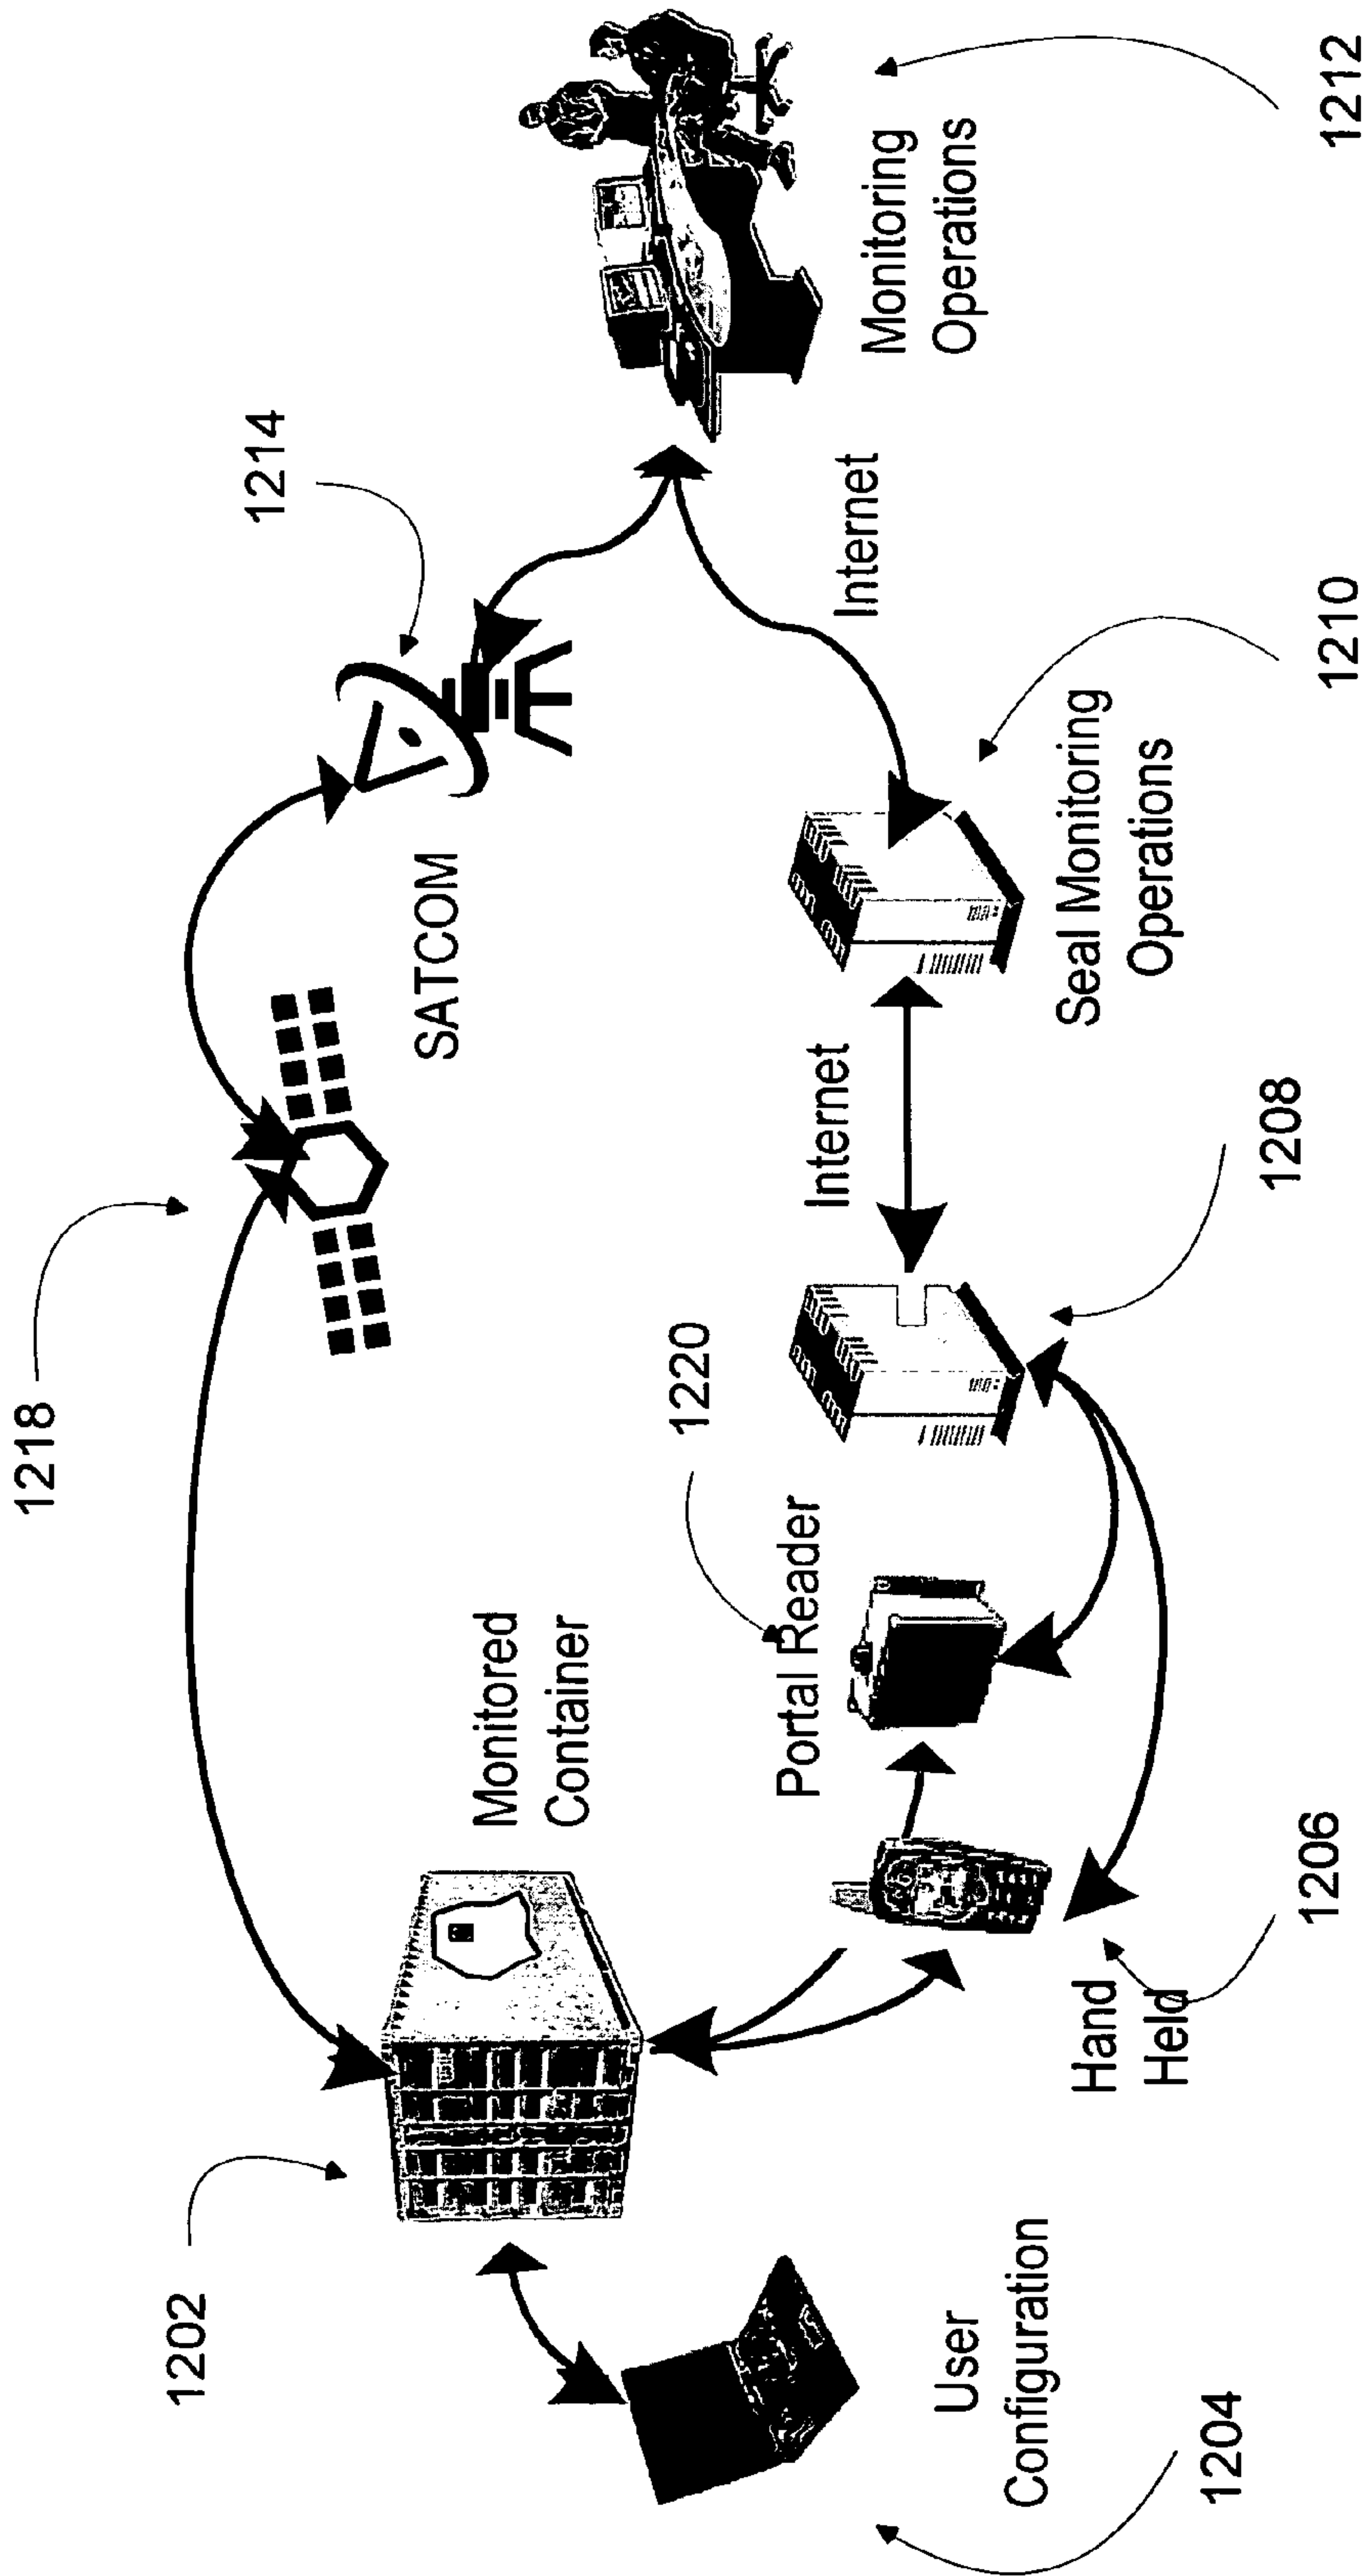 1218
1202
1214
SATCOM
Monitored
Container
1220
Portal Reader
Internet
Internet
Monitoring
Operations
User
Configuration
Hand
Held
Seal Monitoring
Operations
1204
1208
1206
1210
1212